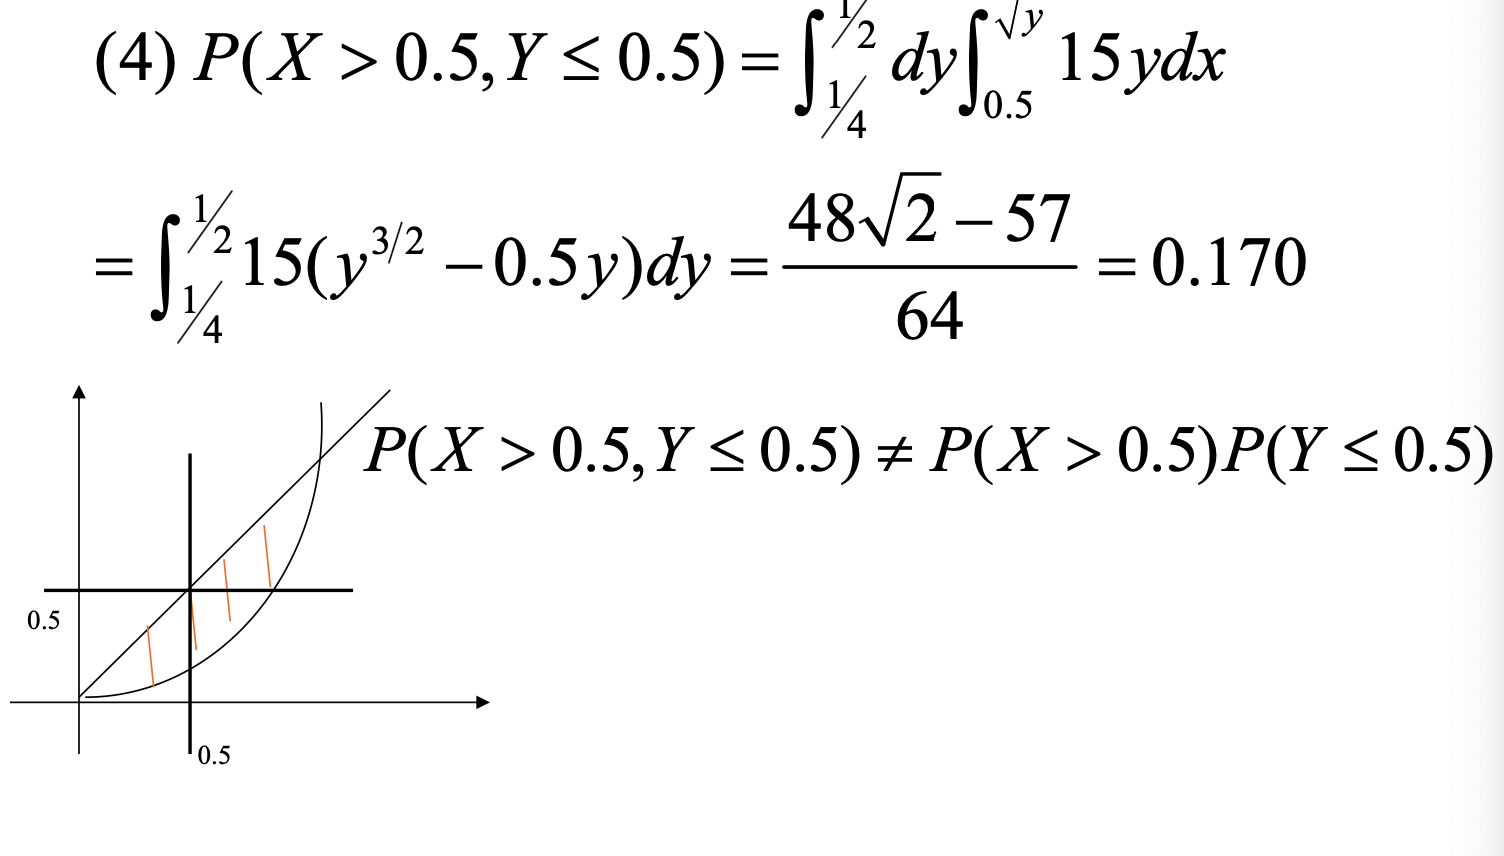 (4) P(X > 0.5, Y ≤ 0.5) = ∫_{1/4}^{1/2} dy ∫_{0.5}^{√y} 15ydx
= ∫_{1/4}^{1/2} 15(y^{3/2} − 0.5y)dy = \frac{48√2 − 57}{64} = 0.170
P(X > 0.5, Y ≤ 0.5) ≠ P(X > 0.5)P(Y ≤ 0.5)
0.5
0.5